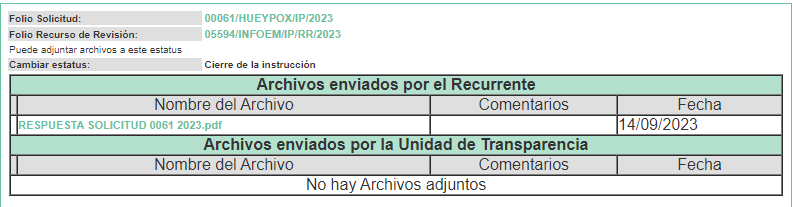 Folio Solicitud: 00061/HUEYPOX/IP/2023
Folio Recurso de Revisión: 05594/INFOEM/IP/RR/2023
Puede adjuntar archivos a este estatus
Cambiar estatus: Cierre de la instrucción
Archivos enviados por el Recurrente
Nombre del Archivo Comentarios Fecha
RESPUESTA SOLICITUD 0061 2023.pdf 14/09/2023
Archivos enviados por la Unidad de Transparencia
Nombre del Archivo Comentarios Fecha
No hay Archivos adjuntos